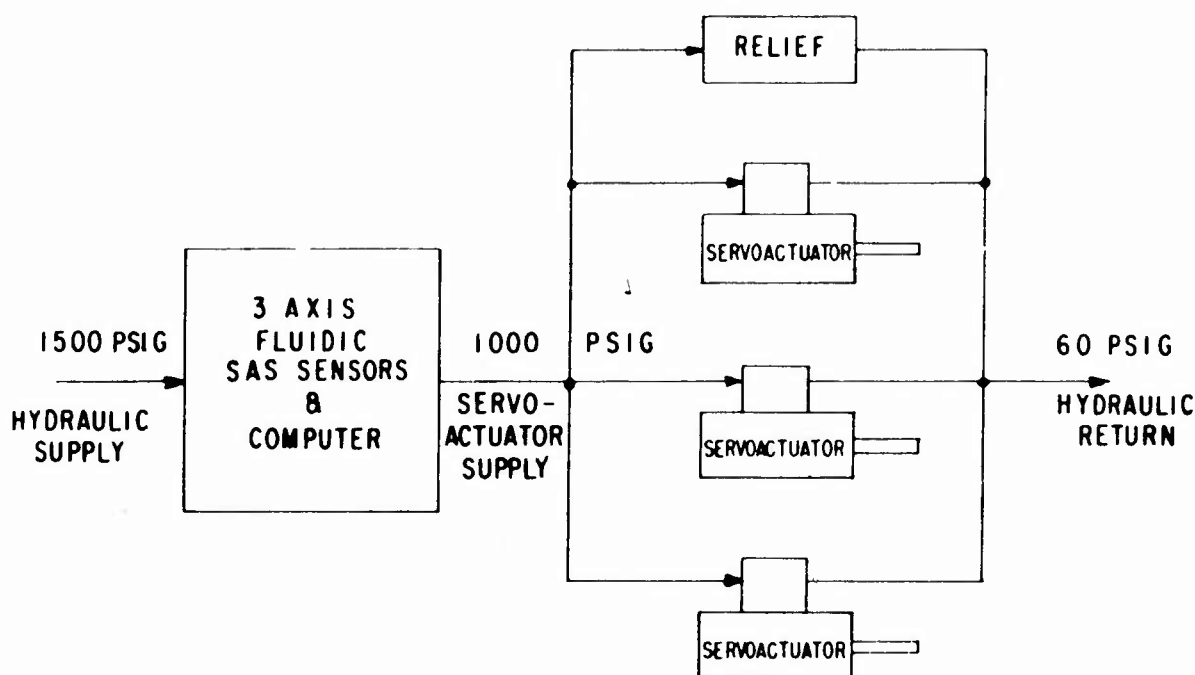 RELIEF
SERVOACTUATOR
3 AXIS
FLUIDIC
SAS SENSORS
&
COMPUTER
1500 PSIG
HYDRAULIC
SUPPLY
1000 PSIG
SERVO-
ACTUATOR
SUPPLY
SERVOACTUATOR
60 PSIG
HYDRAULIC
RETURN
SERVOACTUATOR